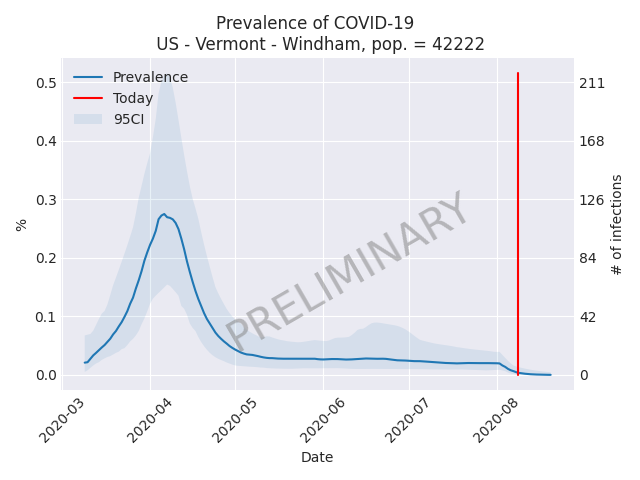 Prevalence of COVID-19
US - Vermont - Windham, pop. = 42222
Prevalence
Today
95CI
PRELIMINARY
%
0.5
0.4
0.3
0.2
0.1
0.0
211
168
126
84
42
0
# of infections
2020-03
2020-04
2020-05
2020-06
2020-07
2020-08
Date